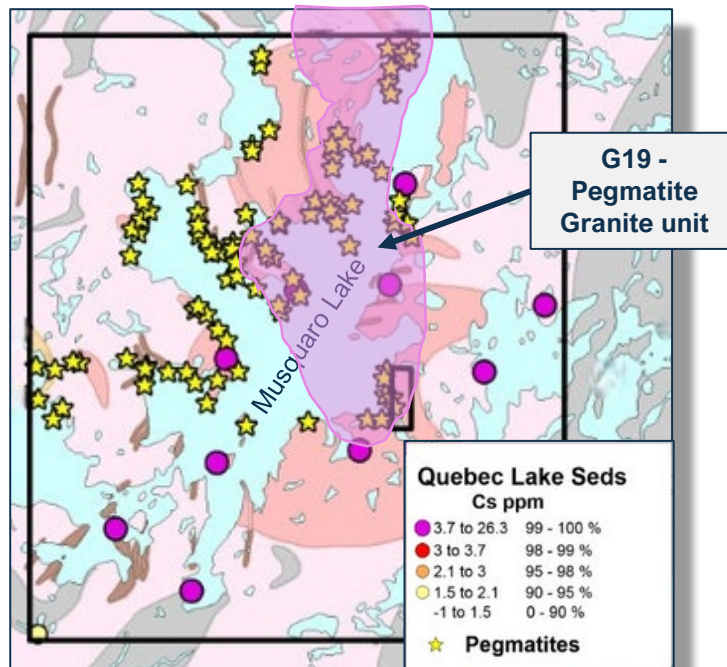 G19 -
Pegmatite
Granite unit
Musquaro Lake
Quebec Lake Seds
Cs ppm
3.7 to 26.3 99 - 100 %
3 to 3.7 98 - 99 %
2.1 to 3 95 - 98 %
1.5 to 2.1 90 - 95 %
-1 to 1.5 0 - 90 %
Pegmatites